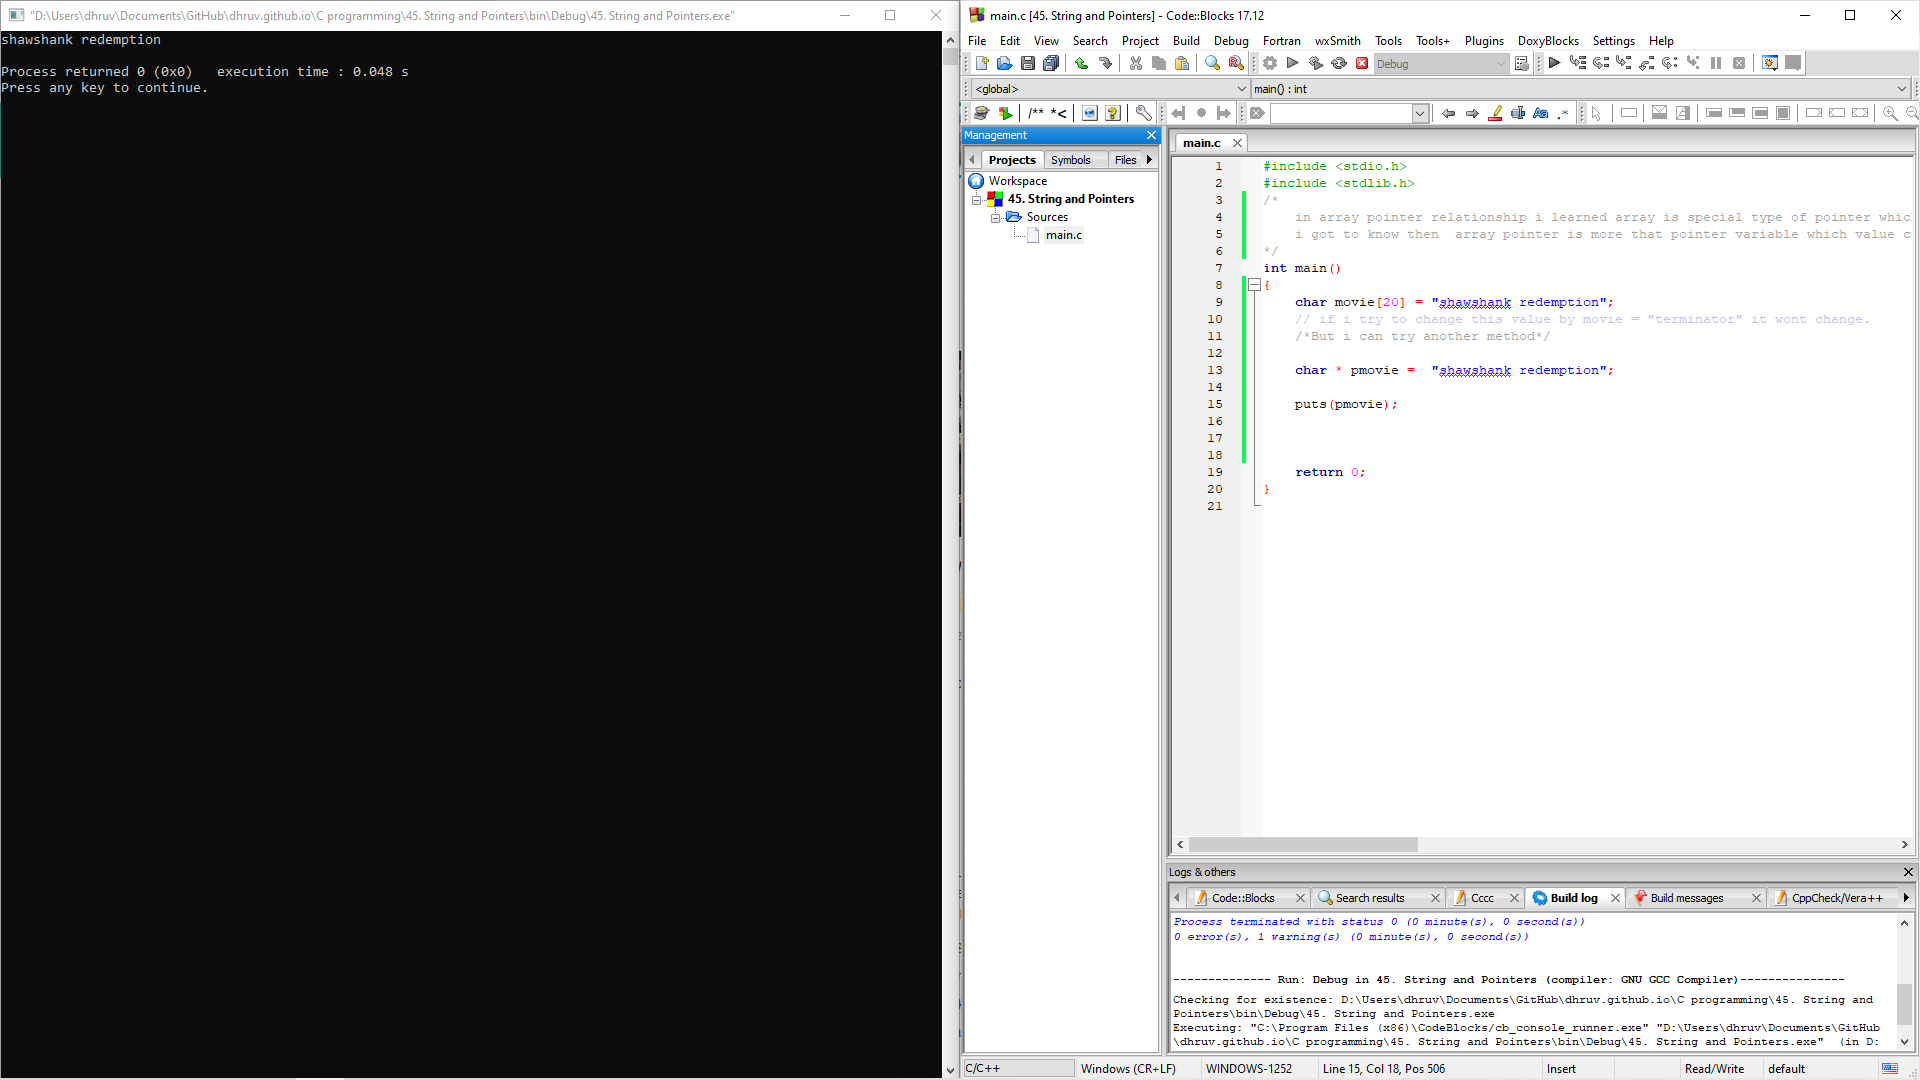 "D:\Users\dhruv\Documents\GitHub\dhruv.github.io\C programming\45. String and Pointers\bin\Debug\45. String and Pointers.exe"
shawshank redemption
Process returned 0 (0x0)   execution time : 0.048 s
Press any key to continue.
main.c [45. String and Pointers] - Code::Blocks 17.12
File Edit View Search Project Build Debug Fortran wxSmith Tools Tools+ Plugins DoxyBlocks Settings Help
Debug
<global> main() : int
/** *<
Management
Projects Symbols Files
Workspace
45. String and Pointers
Sources
main.c
main.c
1 #include <stdio.h>
2 #include <stdlib.h>
3 /*
4 in array pointer relationship i learned array is special type of pointer whic
5 i got to know then  array pointer is more that pointer variable which value c
6 */
7 int main()
8 {
9 char movie[20] = "shawshank redemption";
10 // if i try to change this value by movie = "terminator" it wont change.
11 /*But i can try another method*/
12
13 char * pmovie =  "shawshank redemption";
14
15 puts(pmovie);
16
17
18
19 return 0;
20 }
21
Logs & others
Code::Blocks Search results Cccc Build log Build messages CppCheck/Vera++
Process terminated with status 0 (0 minute(s), 0 second(s))
0 error(s), 1 warning(s) (0 minute(s), 0 second(s))
-------------- Run: Debug in 45. String and Pointers (compiler: GNU GCC Compiler)---------------
Checking for existence: D:\Users\dhruv\Documents\GitHub\dhruv.github.io\C programming\45. String and
Pointers\bin\Debug\45. String and Pointers.exe
Executing: "C:\Program Files (x86)\CodeBlocks/cb_console_runner.exe" "D:\Users\dhruv\Documents\GitHub
\dhruv.github.io\C programming\45. String and Pointers\bin\Debug\45. String and Pointers.exe"  (in D:
C/C++ Windows (CR+LF) WINDOWS-1252 Line 15, Col 18, Pos 506 Insert Read/Write default